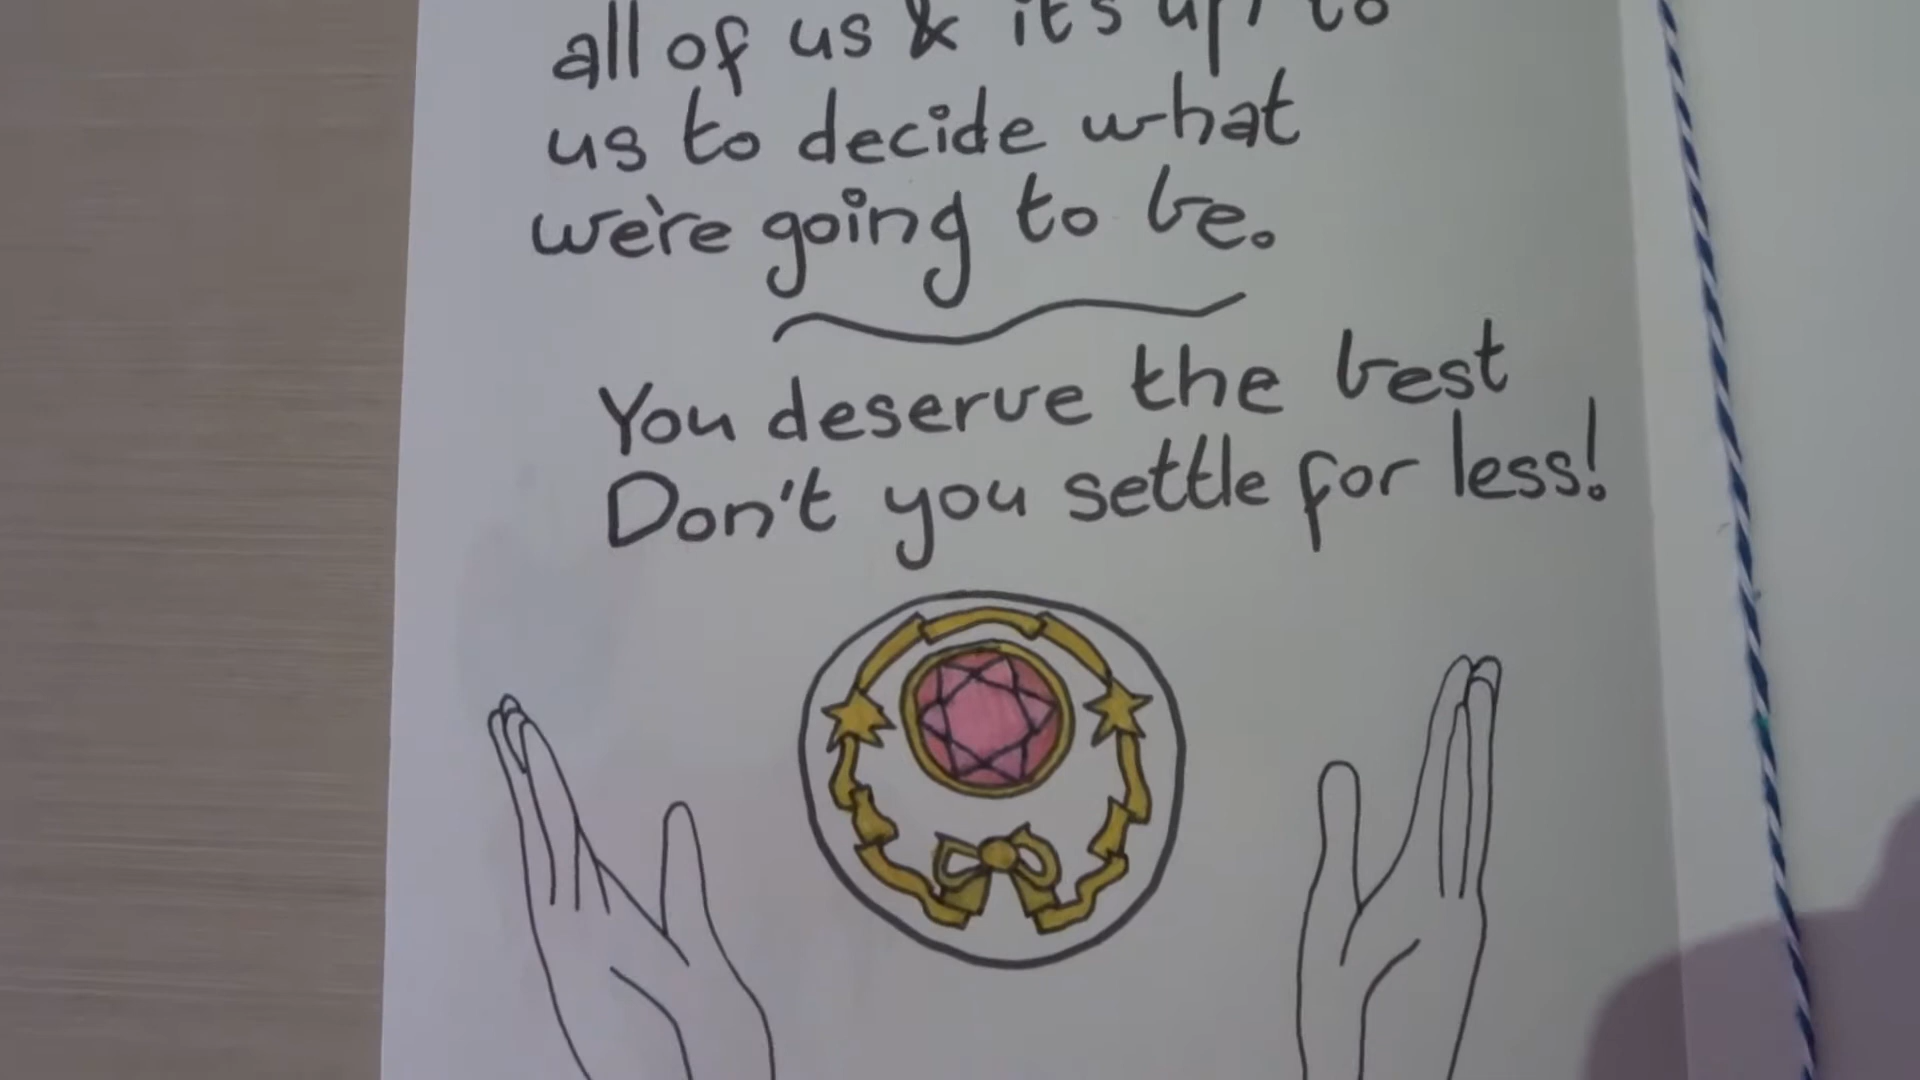 all of us & it's up to
us to decide what
we're going to be.
You deserve the best
Don't you settle for less!